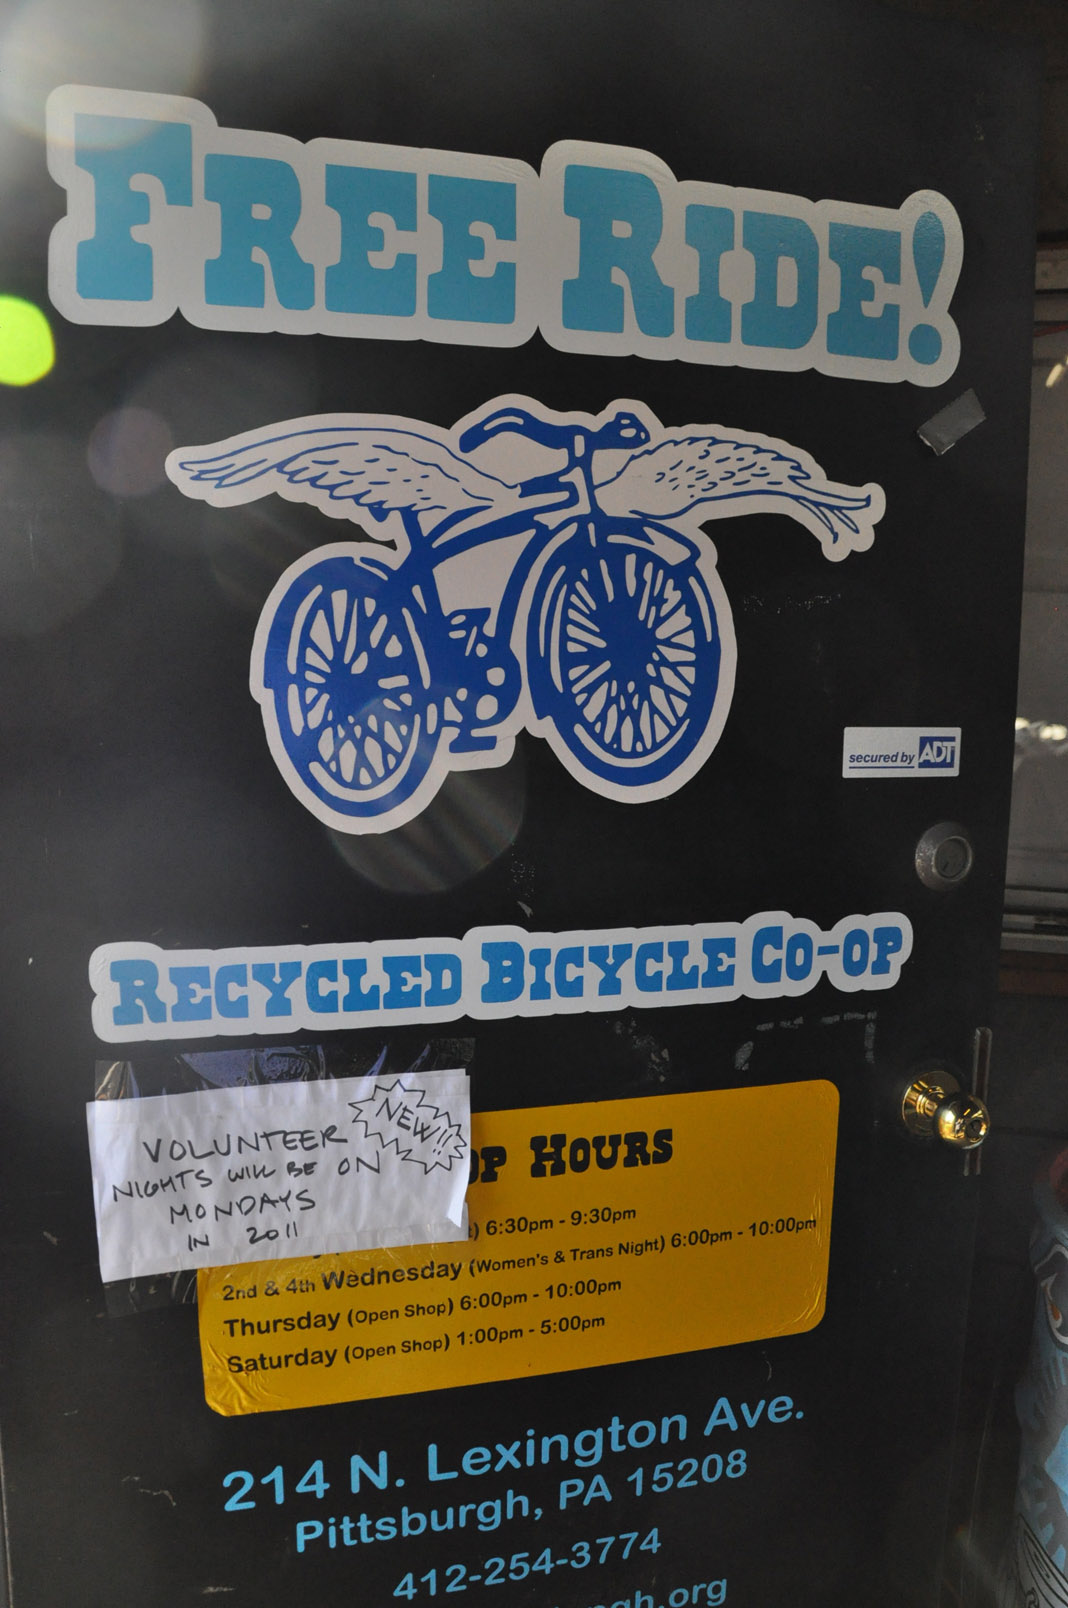 FREE RIDE!
secured by ADT
RECYCLED BICYCLE CO-OP
NEW!!
VOLUNTEER
NIGHTS WILL BE ON
MONDAYS
IN 2011
HOURS
6:30pm - 9:30pm
2nd & 4th Wednesday (Women's & Trans Night) 6:00pm - 10:00pm
Thursday (Open Shop) 6:00pm - 10:00pm
Saturday (Open Shop) 1:00pm - 5:00pm
214 N. Lexington Ave.
Pittsburgh, PA 15208
412-254-3774